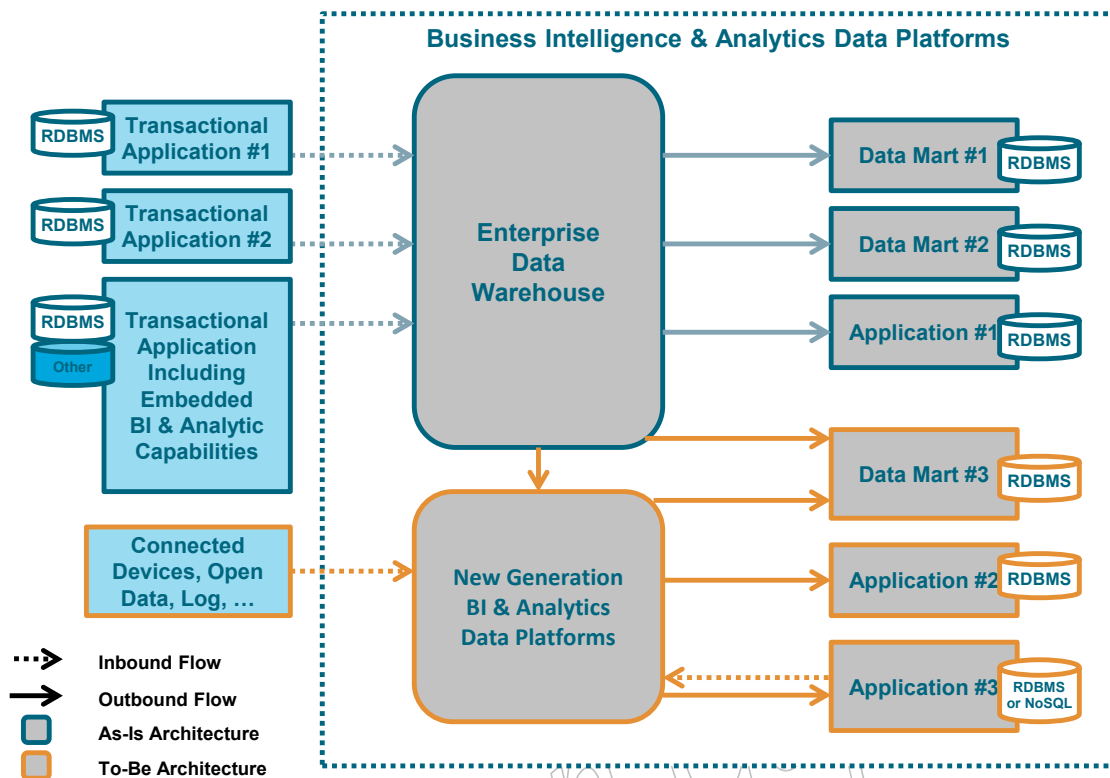 Business Intelligence & Analytics Data Platforms
RDBMS
Transactional
Application #1
RDBMS
Transactional
Application #2
RDBMS
Other
Transactional
Application
Including
Embedded
BI & Analytic
Capabilities
Connected
Devices, Open
Data, Log, …
Enterprise
Data
Warehouse
New Generation
BI & Analytics
Data Platforms
Data Mart #1
RDBMS
Data Mart #2
RDBMS
Application #1
RDBMS
Data Mart #3
RDBMS
Application #2
RDBMS
Application #3
RDBMS
or NoSQL
Inbound Flow
Outbound Flow
As-Is Architecture
To-Be Architecture